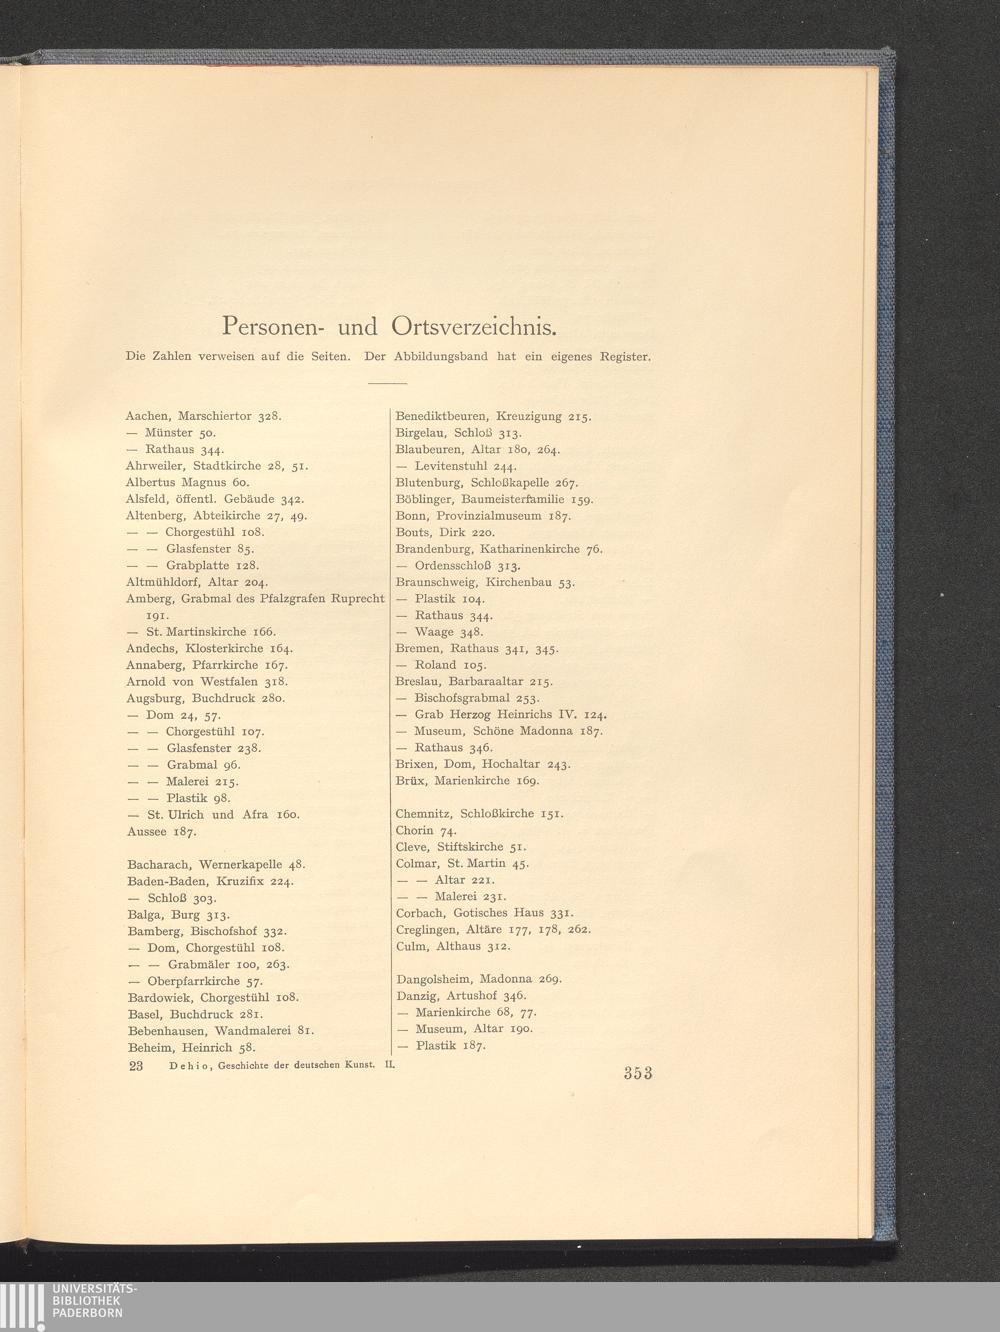 Personen- und Ortsverzeichnis.
Die Zahlen verweisen auf die Seiten. Der Abbildungsband hat ein eigenes Register.
Aachen, Marschiertor 328.
— Münster 50.
— Rathaus 344.
Ahrweiler, Stadtkirche 28, 51.
Albertus Magnus 60.
Alsfeld, öffentl. Gebäude 342.
Altenberg, Abteikirche 27, 49.
— — Chorgestühl 108.
— — Glasfenster 85.
— — Grabplatte 128.
Altmühldorf, Altar 204.
Amberg, Grabmal des Pfalzgrafen Ruprecht
191.
— St. Martinskirche 166.
Andechs, Klosterkirche 164.
Annaberg, Pfarrkirche 167.
Arnold von Westfalen 318.
Augsburg, Buchdruck 280.
— Dom 24, 57.
— — Chorgestühl 107.
— — Glasfenster 238.
— — Grabmal 96.
— — Malerei 215.
— — Plastik 98.
— St. Ulrich und Afra 160.
Aussee 187.
Bacharach, Wernerkapelle 48.
Baden-Baden, Kruzifix 224.
— Schloß 303.
Balga, Burg 313.
Bamberg, Bischofshof 332.
— Dom, Chorgestühl 108.
— — Grabmäler 100, 263.
— Oberpfarrkirche 57.
Bardowiek, Chorgestühl 108.
Basel, Buchdruck 281.
Bebenhausen, Wandmalerei 81.
Beheim, Heinrich 58.
Benediktbeuren, Kreuzigung 215.
Birgelau, Schloß 313.
Blaubeuren, Altar 180, 264.
— Levitenstuhl 244.
Blutenburg, Schloßkapelle 267.
Böblinger, Baumeisterfamilie 159.
Bonn, Provinzialmuseum 187.
Bouts, Dirk 220.
Brandenburg, Katharinenkirche 76.
— Ordensschloß 313.
Braunschweig, Kirchenbau 53.
— Plastik 104.
— Rathaus 344.
— Waage 348.
Bremen, Rathaus 341, 345.
— Roland 105.
Breslau, Barbaraaltar 215.
— Bischofsgrabmal 253.
— Grab Herzog Heinrichs IV. 124.
— Museum, Schöne Madonna 187.
— Rathaus 346.
Brixen, Dom, Hochaltar 243.
Brüx, Marienkirche 169.
Chemnitz, Schloßkirche 151.
Chorin 74.
Cleve, Stiftskirche 51.
Colmar, St. Martin 45.
— — Altar 221.
— — Malerei 231.
Corbach, Gotisches Haus 331.
Creglingen, Altäre 177, 178, 262.
Culm, Althaus 312.
Dangolsheim, Madonna 269.
Danzig, Artushof 346.
— Marienkirche 68, 77.
— Museum, Altar 190.
— Plastik 187.
23 Dehio, Geschichte der deutschen Kunst. II.
353
UNIVERSITÄTS-
BIBLIOTHEK
PADERBORN